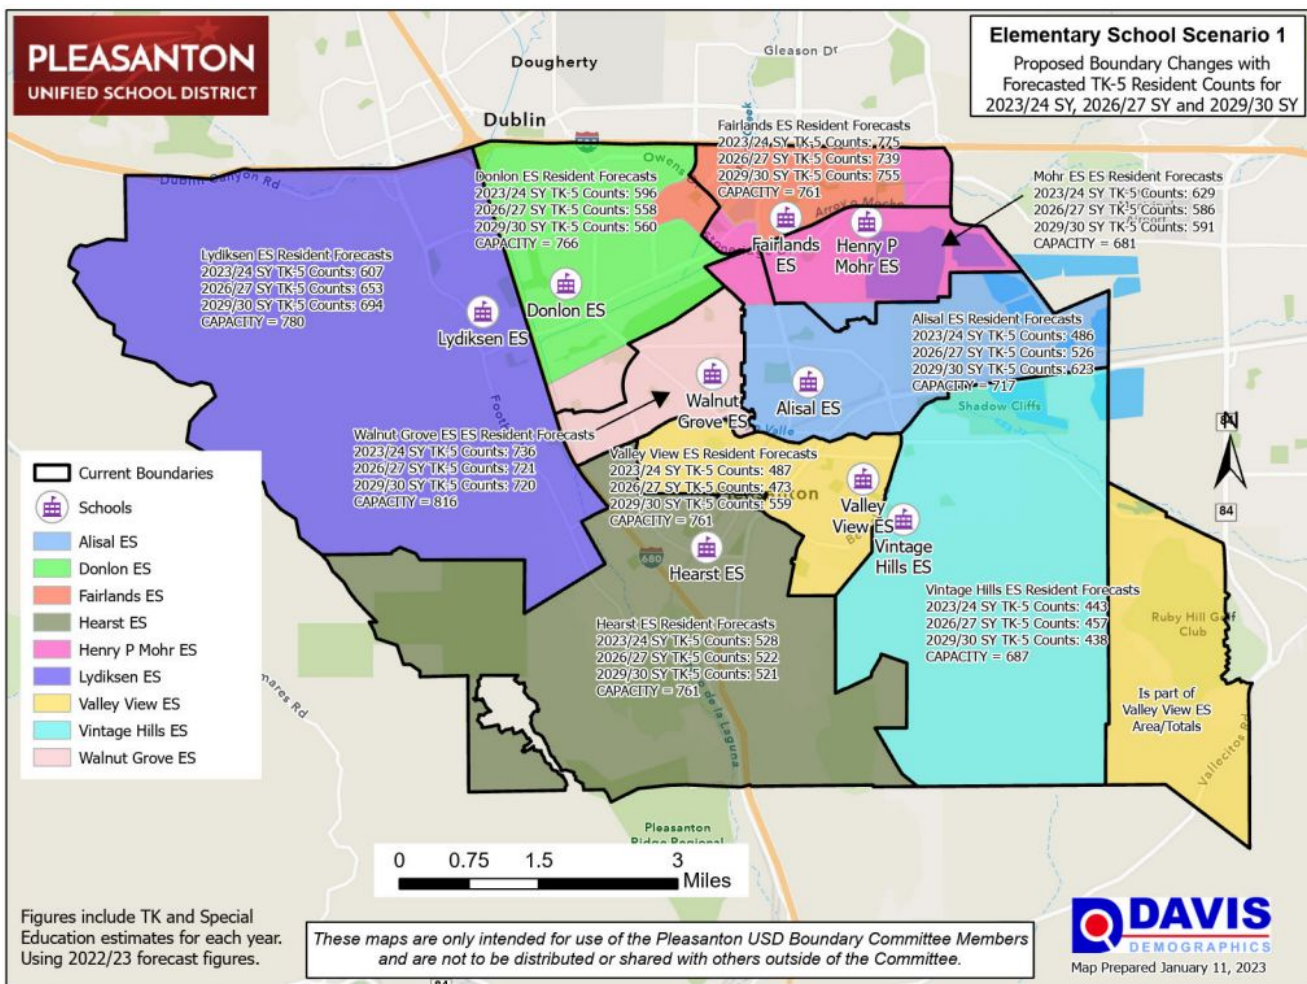 PLEASANTON
UNIFIED SCHOOL DISTRICT
Elementary School Scenario 1
Proposed Boundary Changes with
Forecasted TK-5 Resident Counts for
2023/24 SY, 2026/27 SY and 2029/30 SY
Gleason Dr
Dougherty
Dublin
Dublin Canyon Rd
Fairlands ES Resident Forecasts
2023/24 SY TK-5 Counts: 775
2026/27 SY TK-5 Counts: 739
2029/30 SY TK-5 Counts: 755
CAPACITY = 761
Donlon ES Resident Forecasts
2023/24 SY TK-5 Counts: 596
2026/27 SY TK-5 Counts: 558
2029/30 SY TK-5 Counts: 560
CAPACITY = 766
Mohr ES ES Resident Forecasts
2023/24 SY TK-5 Counts: 629
2026/27 SY TK-5 Counts: 586
2029/30 SY TK-5 Counts: 591
CAPACITY = 681
Lydiksen ES Resident Forecasts
2023/24 SY TK-5 Counts: 607
2026/27 SY TK-5 Counts: 653
2029/30 SY TK-5 Counts: 694
CAPACITY = 780
Fairlands
ES
Henry P
Mohr ES
Donlon ES
Lydiksen ES
Alisal ES Resident Forecasts
2023/24 SY TK-5 Counts: 486
2026/27 SY TK-5 Counts: 526
2029/30 SY TK-5 Counts: 623
CAPACITY = 717
Shadow Cliffs
Walnut
Grove ES
Alisal ES
Walnut Grove ES ES Resident Forecasts
2023/24 SY TK-5 Counts: 736
2026/27 SY TK-5 Counts: 721
2029/30 SY TK-5 Counts: 720
CAPACITY = 816
Valley View ES Resident Forecasts
2023/24 SY TK-5 Counts: 487
2026/27 SY TK-5 Counts: 473
2029/30 SY TK-5 Counts: 559
CAPACITY = 761
Valley
View ES
Vintage
Hills ES
Hearst ES
680
N
84
Vintage Hills ES Resident Forecasts
2023/24 SY TK-5 Counts: 443
2026/27 SY TK-5 Counts: 457
2029/30 SY TK-5 Counts: 438
CAPACITY = 687
Hearst ES Resident Forecasts
2023/24 SY TK-5 Counts: 528
2026/27 SY TK-5 Counts: 522
2029/30 SY TK-5 Counts: 521
CAPACITY = 761
Ruby Hill Golf
Club
Is part of
Valley View ES
Area/Totals
Vallecitos Rd
Current Boundaries
Schools
Alisal ES
Donlon ES
Fairlands ES
Hearst ES
Henry P Mohr ES
Lydiksen ES
Valley View ES
Vintage Hills ES
Walnut Grove ES
Pleasanton
Ridge Regional
0 0.75 1.5 3
Miles
Figures include TK and Special
Education estimates for each year.
Using 2022/23 forecast figures.
These maps are only intended for use of the Pleasanton USD Boundary Committee Members
and are not to be distributed or shared with others outside of the Committee.
DAVIS
DEMOGRAPHICS
Map Prepared January 11, 2023
84